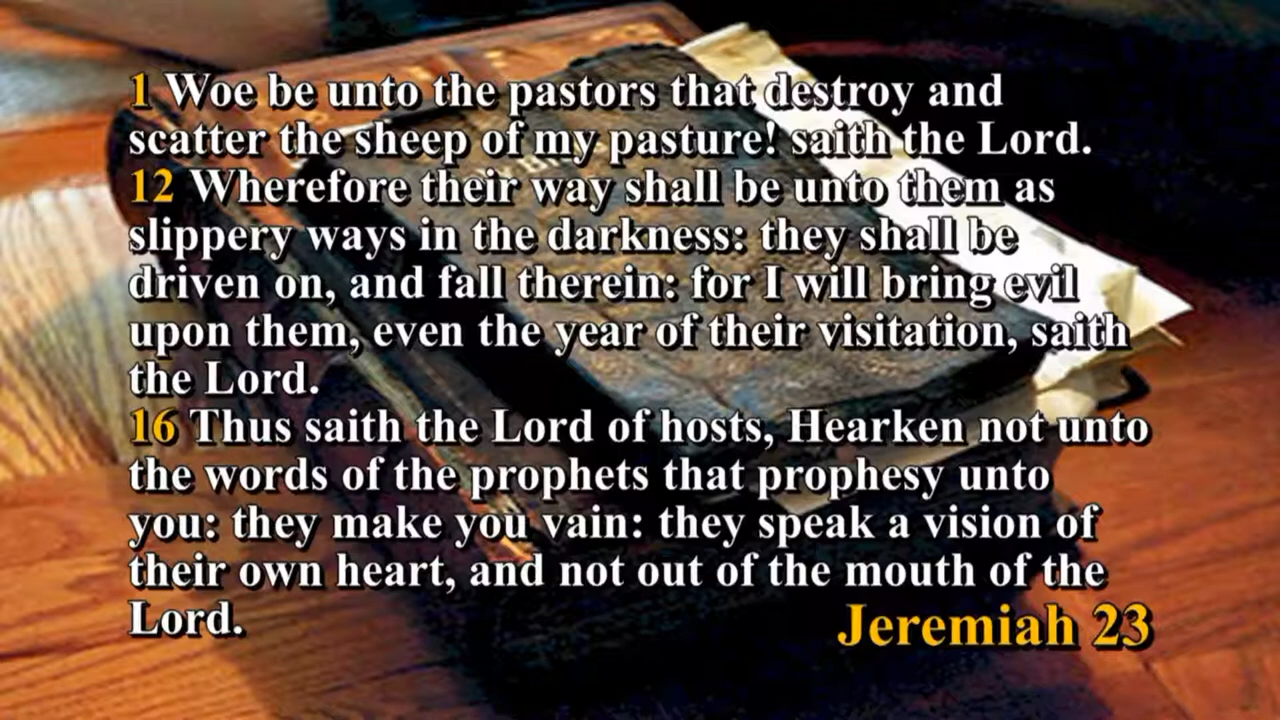 1 Woe be unto the pastors that destroy and
scatter the sheep of my pasture! saith the Lord.
12 Wherefore their way shall be unto them as
slippery ways in the darkness: they shall be
driven on, and fall therein: for I will bring evil
upon them, even the year of their visitation, saith
the Lord.
16 Thus saith the Lord of hosts, Hearken not unto
the words of the prophets that prophesy unto
you: they make you vain: they speak a vision of
their own heart, and not out of the mouth of the
Lord.
Jeremiah 23